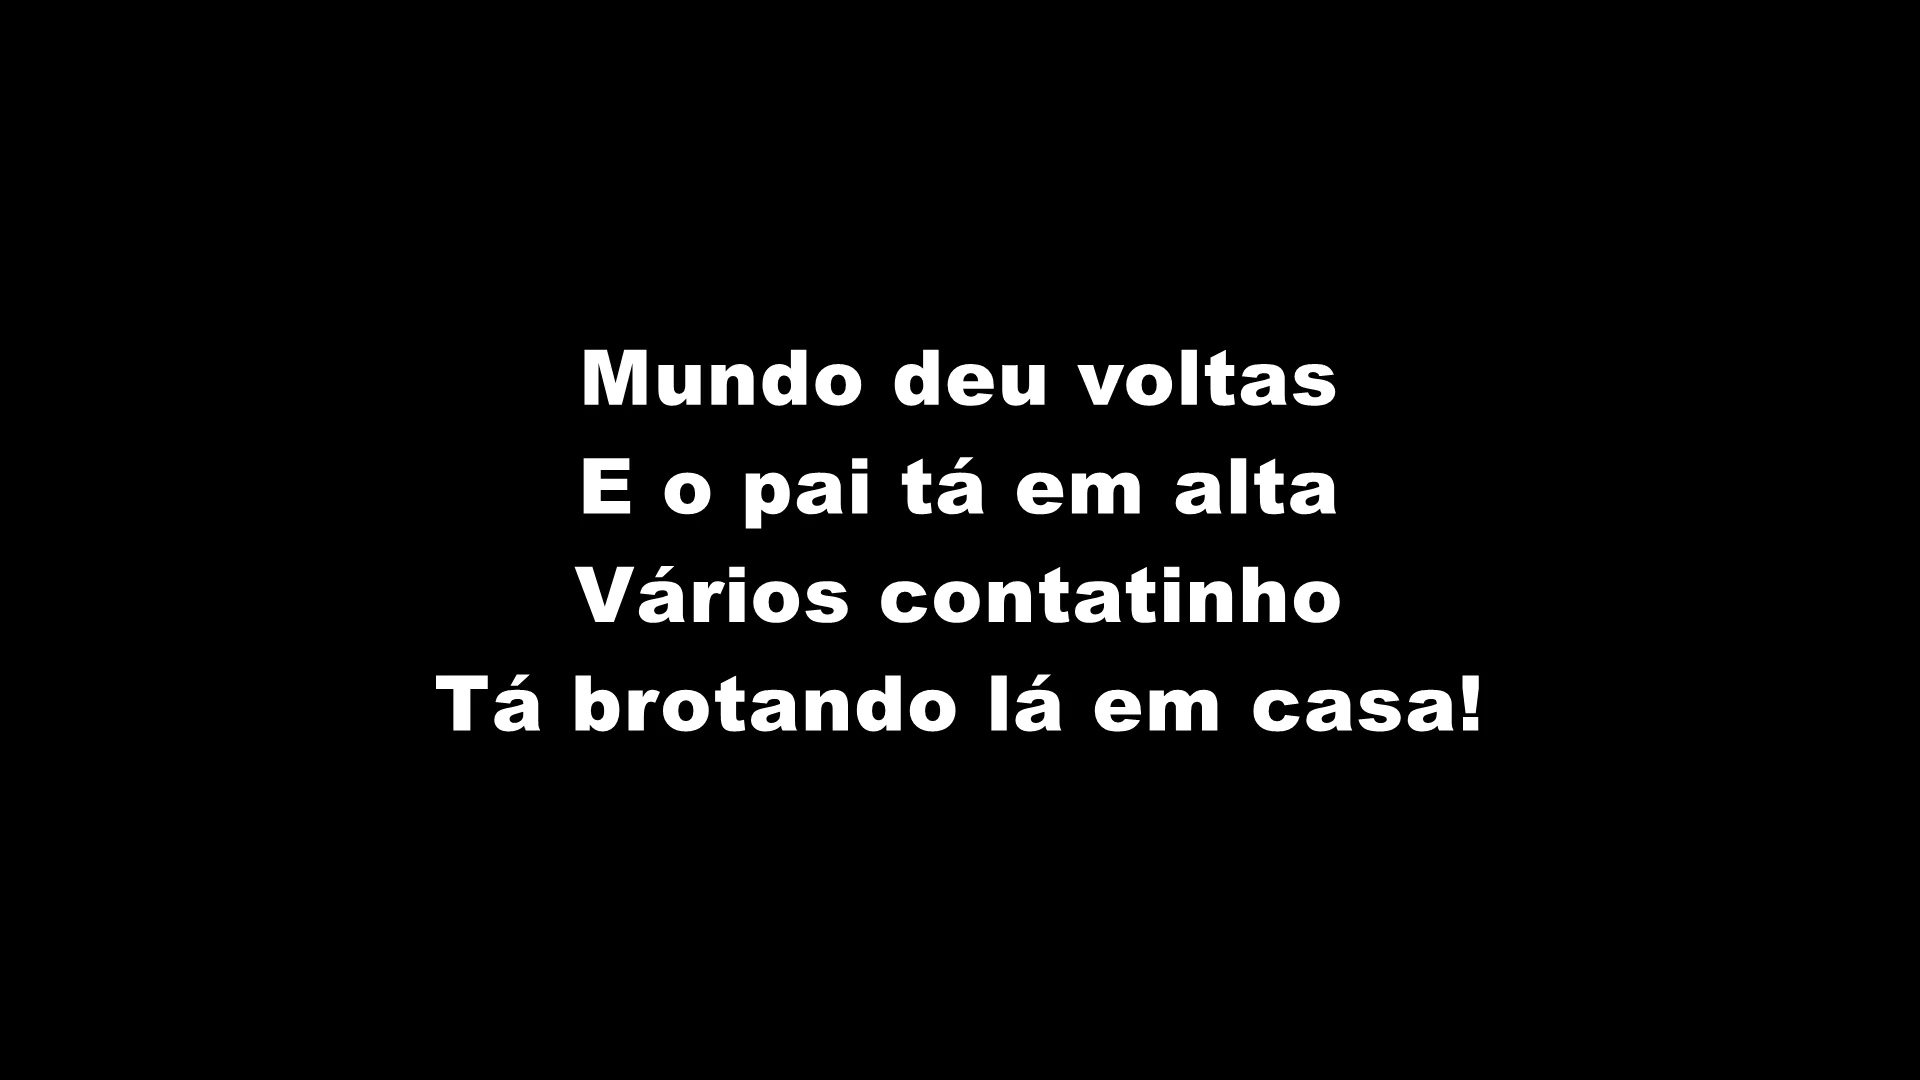 Mundo deu voltas
E o pai tá em alta
Vários contatinho
Tá brotando lá em casa!